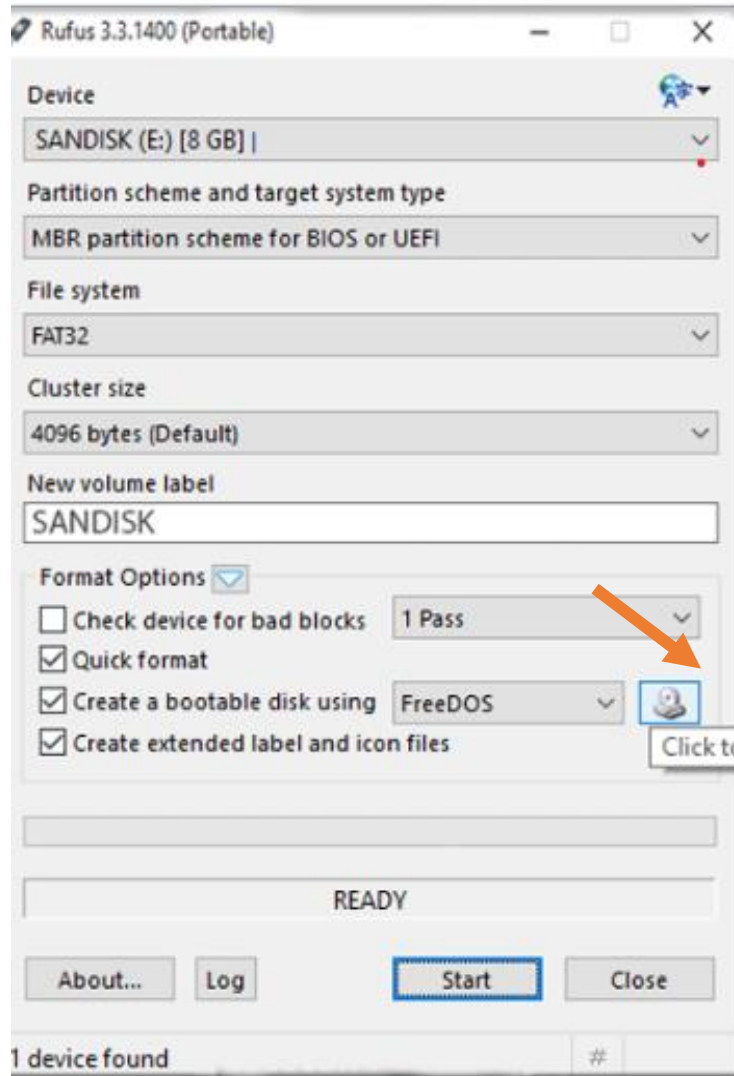 Rufus 3.3.1400 (Portable)
Device
SANDISK (E:) [8 GB] |
Partition scheme and target system type
MBR partition scheme for BIOS or UEFI
File system
FAT32
Cluster size
4096 bytes (Default)
New volume label
SANDISK
Format Options
Check device for bad blocks 1 Pass
Quick format
Create a bootable disk using FreeDOS
Create extended label and icon files
Click to
READY
About... Log Start Close
1 device found #